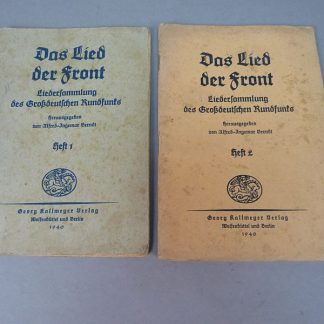 Das Lied
der Front
Liedersammlung
des Großdeutschen Rundfunks
Herausgegeben
von Alfred-Ingemar Berndt
Heft 1
Georg Kallmeyer Verlag
Wolfenbüttel und Berlin
1940
Das Lied
der Front
Liedersammlung
des Großdeutschen Rundfunks
Herausgegeben
von Alfred-Ingemar Berndt
Heft 2
Georg Kallmeyer Verlag
Wolfenbüttel und Berlin
1940